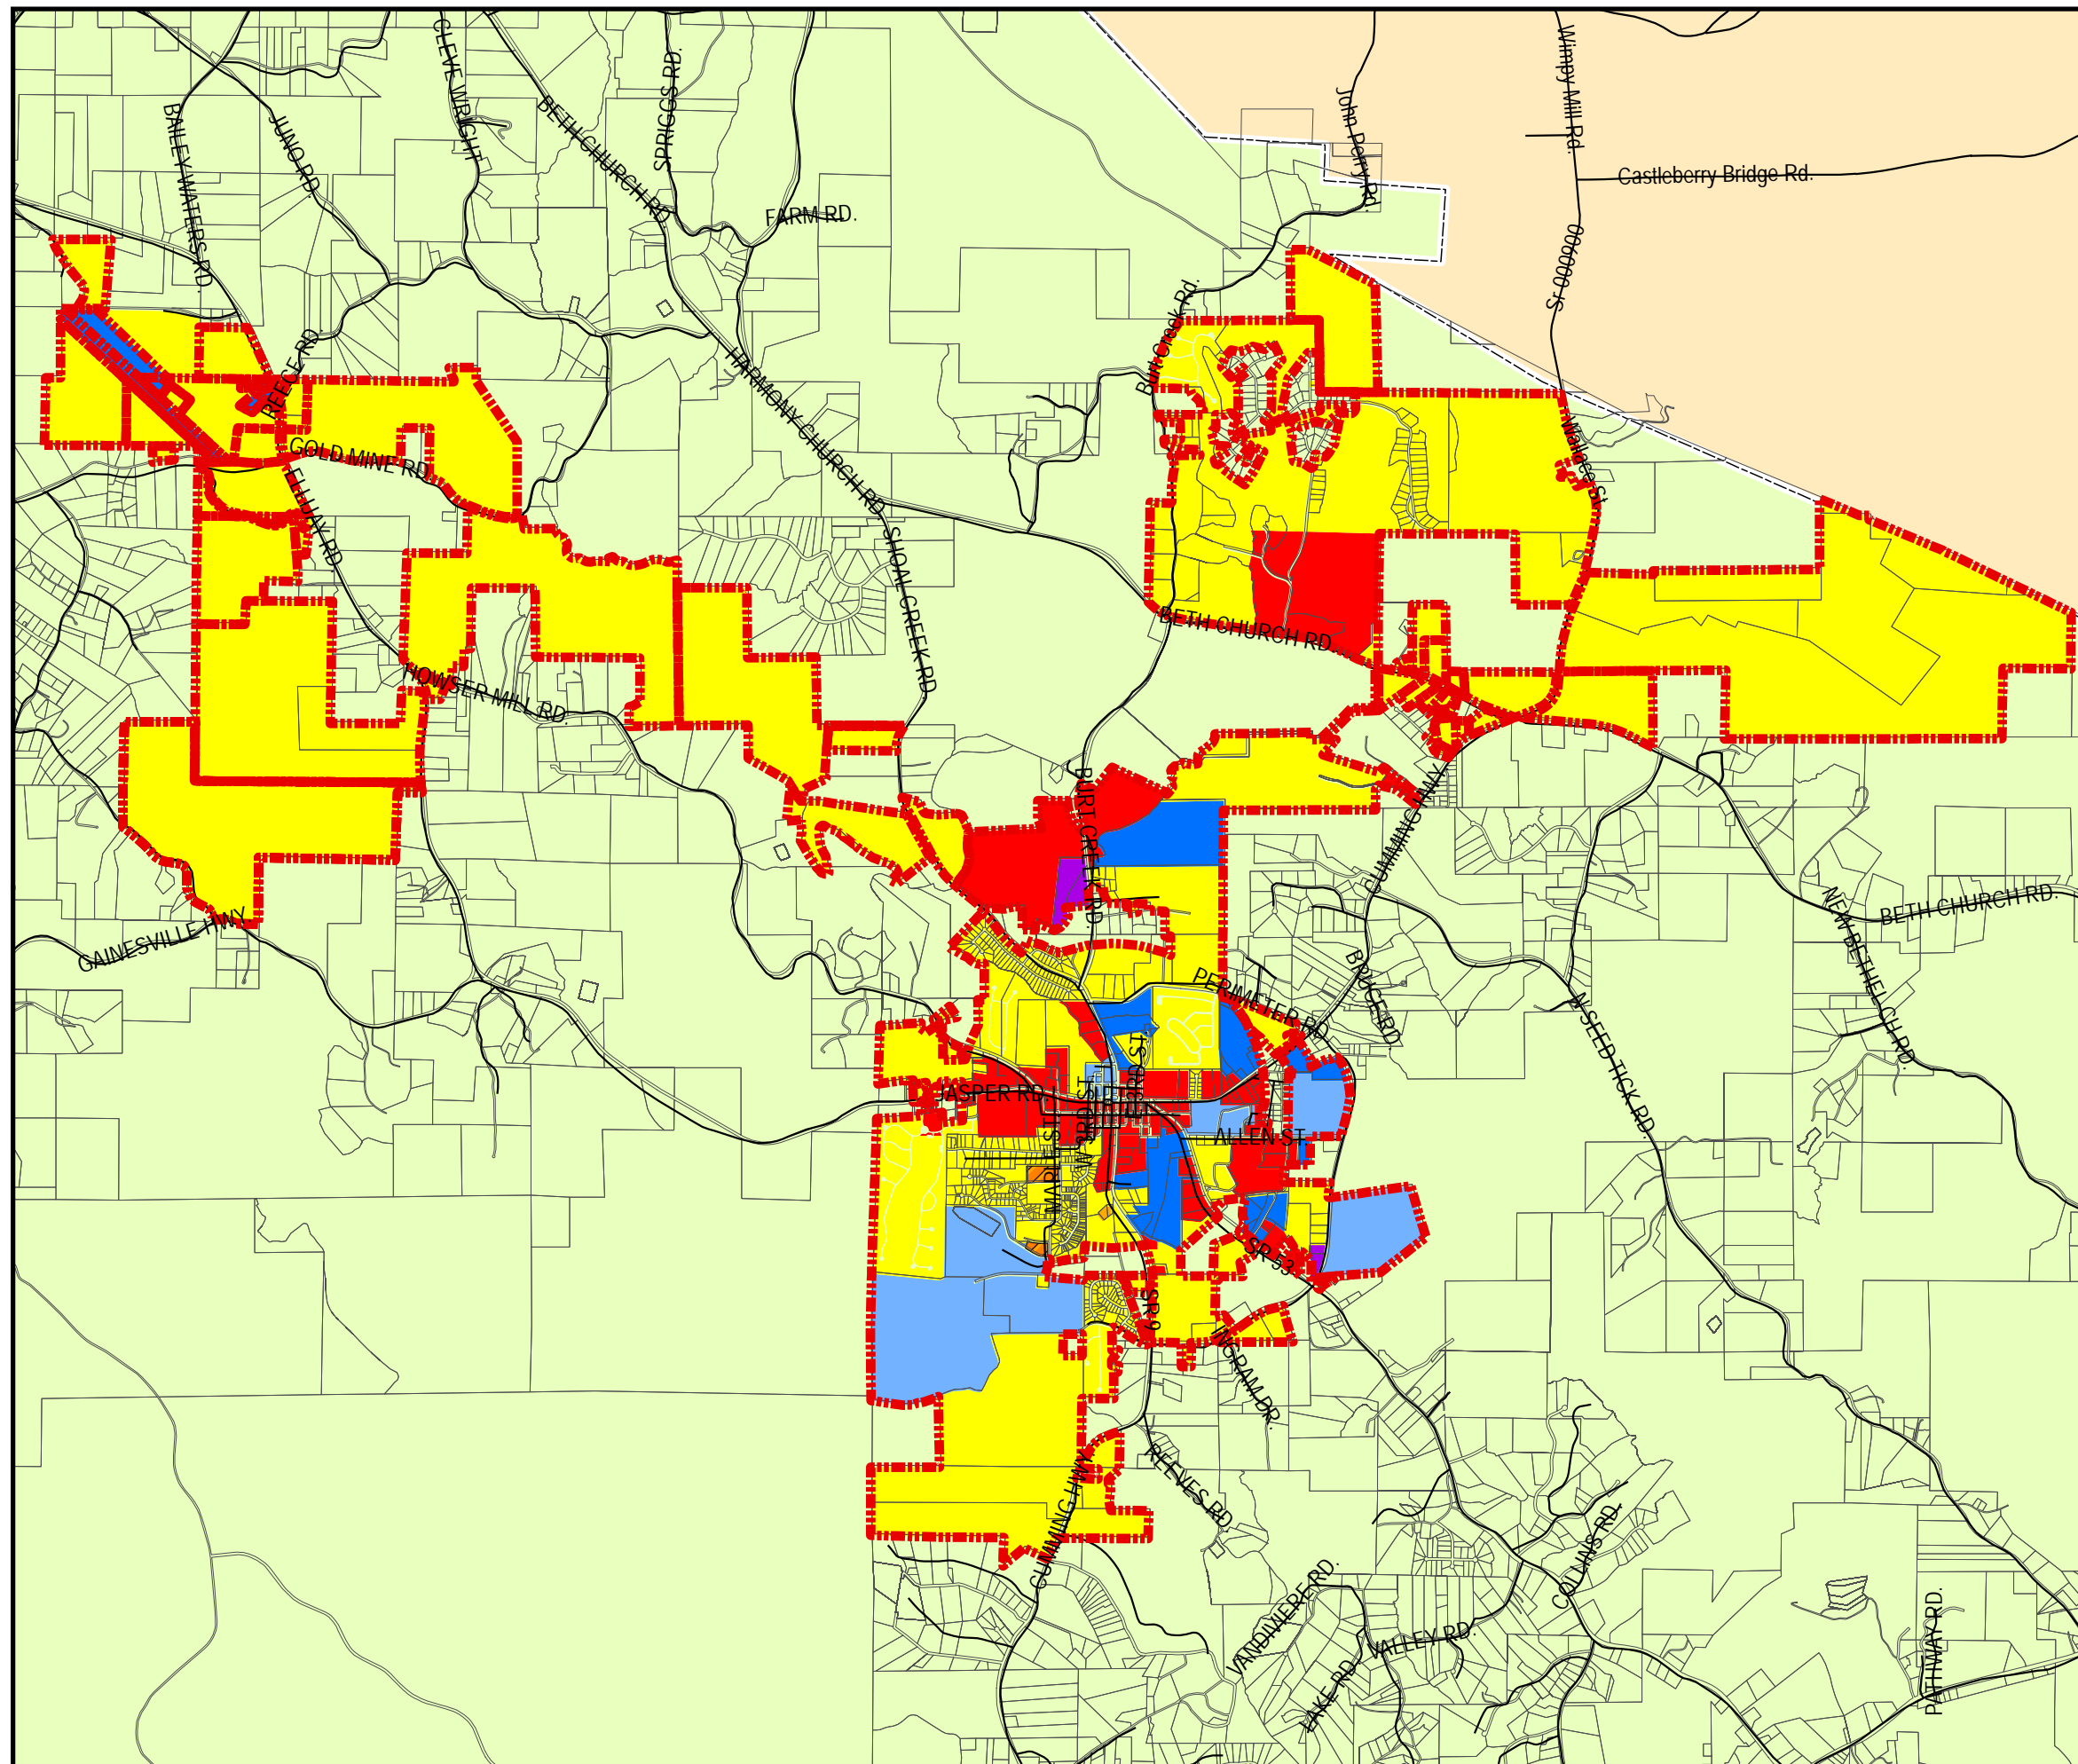 CLEVE WRIGHT
Wimpy Mill Rd.
SPRIGGS RD.
John Perry Rd.
BETH CHURCH RD.
BAILEY WATERS RD.
JUNO RD.
Castleberry Bridge Rd.
FARM RD.
Sr 000900
Burt Creek Rd.
REECE RD.
HARMONY CHURCH RD.
Wallace St
GOLD MINE RD.
ELLIJAY RD.
SHOAL CREEK RD.
BETH CHURCH RD.
HOWSER MILL RD.
BURT CREEK RD.
CUMMING HWY.
BETH CHURCH RD.
NEW BETHEL CH RD.
GAINESVILLE HWY.
BRUCE RD.
PERIMETER RD.
N SEED TICK RD.
JASPER RD.
ALLEN ST.
MAPLE ST.
SR 53
SR 9
INGRAM DR.
REEVES RD.
CUMMING HWY.
COLLINS RD.
VANDIVIERE RD.
VALLEY RD.
LAKE RD.
PATHWAY RD.